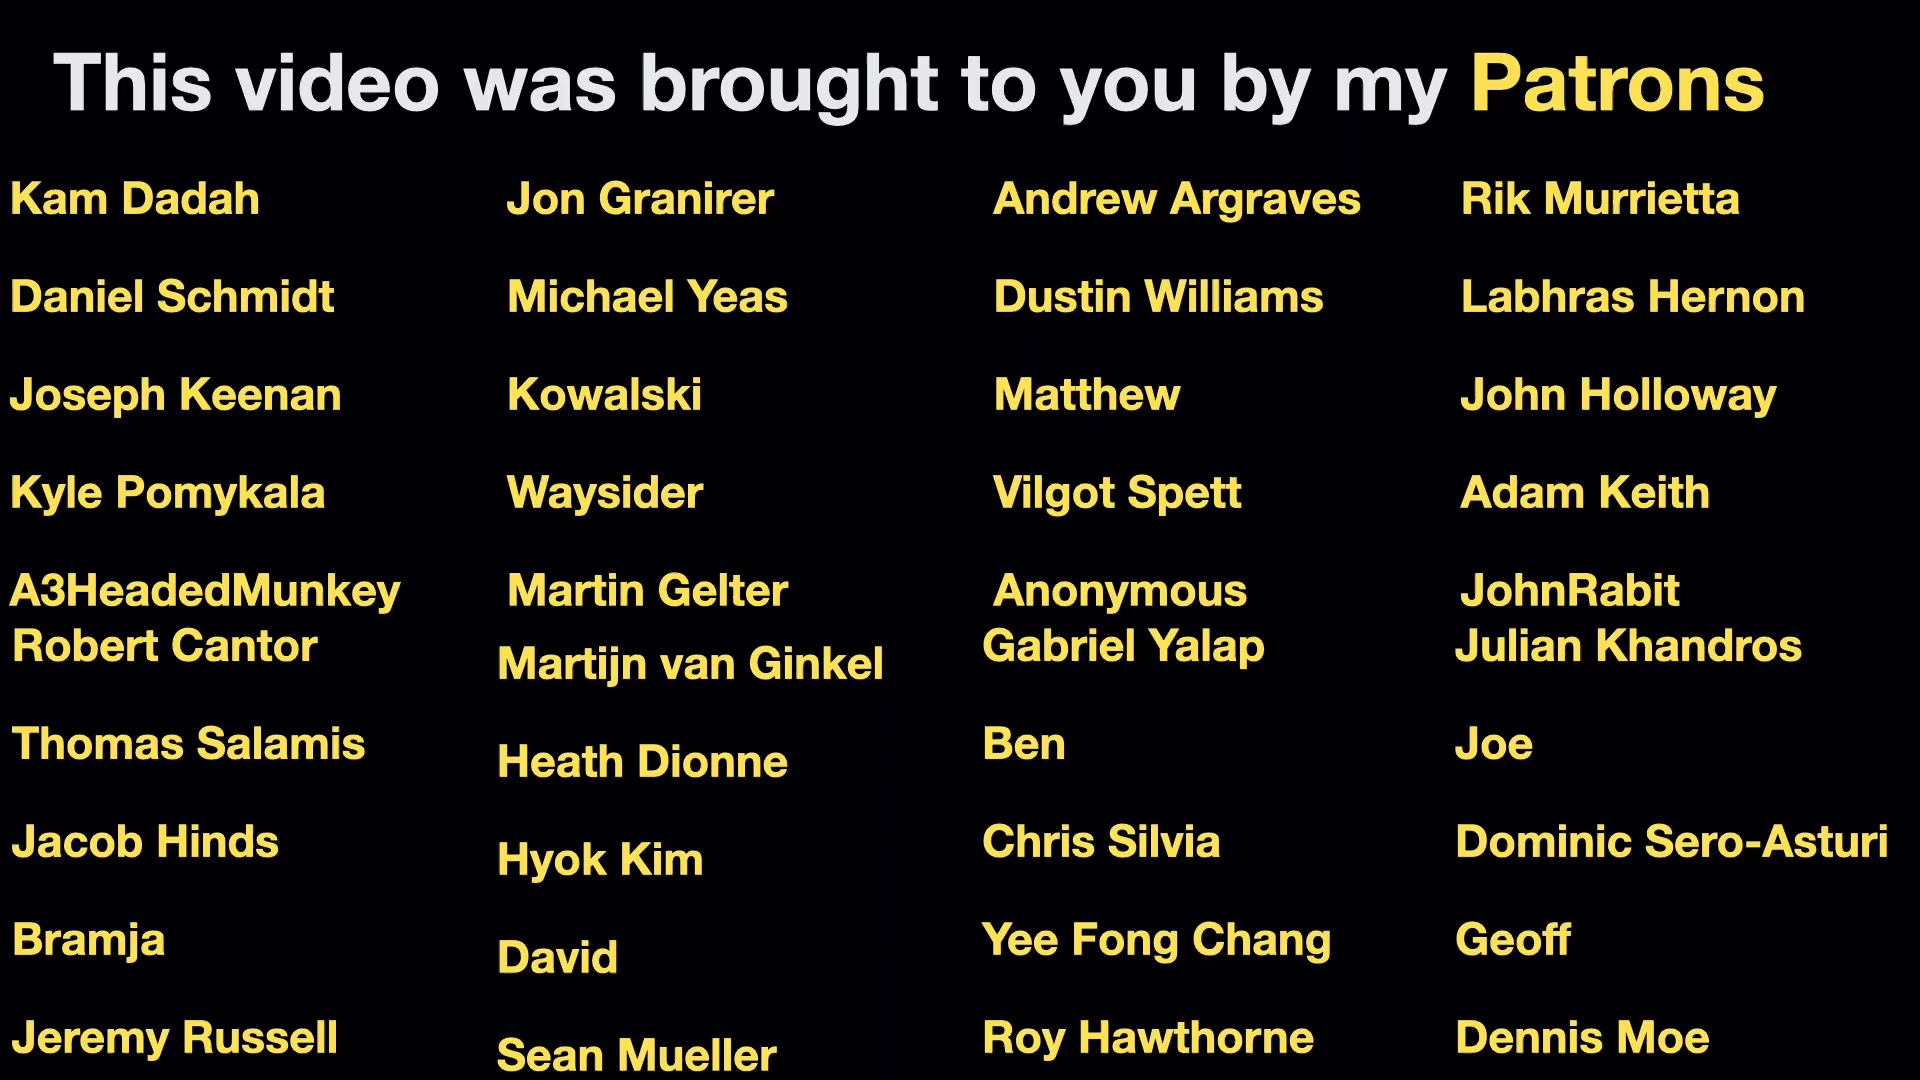 This video was brought to you by my Patrons
Kam Dadah
Daniel Schmidt
Joseph Keenan
Kyle Pomykala
A3HeadedMunkey
Robert Cantor
Thomas Salamis
Jacob Hinds
Bramja
Jeremy Russell
Jon Granirer
Michael Yeas
Kowalski
Waysider
Martin Gelter
Martijn van Ginkel
Heath Dionne
Hyok Kim
David
Sean Mueller
Andrew Argraves
Dustin Williams
Matthew
Vilgot Spett
Anonymous
Gabriel Yalap
Ben
Chris Silvia
Yee Fong Chang
Roy Hawthorne
Rik Murrietta
Labhras Hernon
John Holloway
Adam Keith
JohnRabit
Julian Khandros
Joe
Dominic Sero-Asturi
Geoff
Dennis Moe